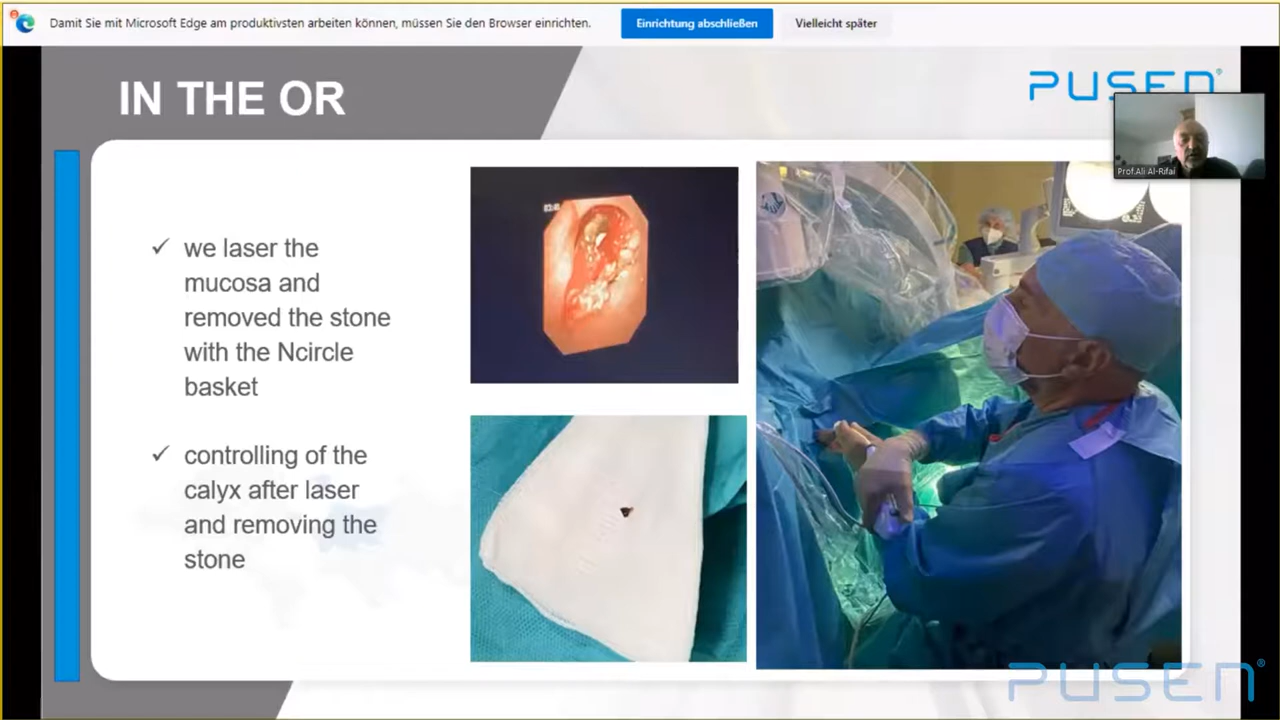 Damit Sie mit Microsoft Edge am produktivsten arbeiten können, müssen Sie den Browser einrichten.
Einrichtung abschließen
Vielleicht später
IN THE OR
PUSEN®
Prof.Ali Al-Rifai
✓ we laser the
mucosa and
removed the stone
with the Ncircle
basket
✓ controlling of the
calyx after laser
and removing the
stone
PUSEN®